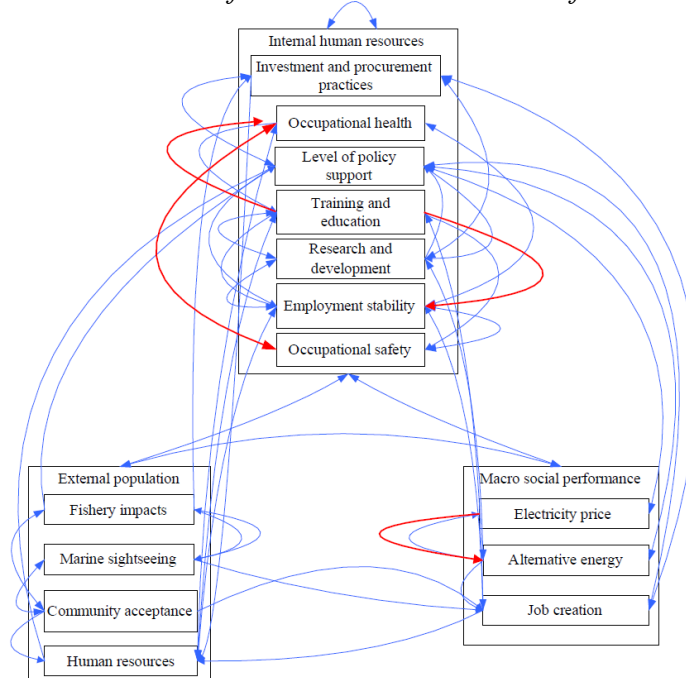 Internal human resources
Investment and procurement
practices
Occupational health
Level of policy
support
Training and
education
Research and
development
Employment stability
Occupational safety
External population
Fishery impacts
Marine sightseeing
Community acceptance
Human resources
Macro social performance
Electricity price
Alternative energy
Job creation